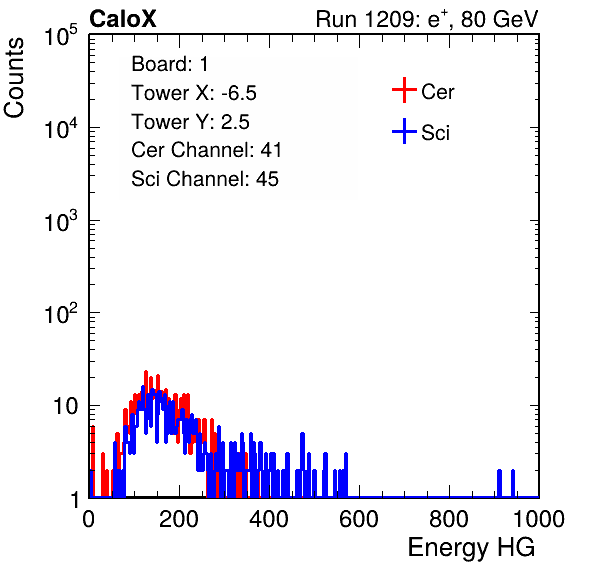 CaloX Run 1209: e⁺, 80 GeV
Counts
10⁵
10⁴
10³
10²
10
1
Board: 1
Tower X: -6.5
Tower Y: 2.5
Cer Channel: 41
Sci Channel: 45
Cer
Sci
0 200 400 600 800 1000
Energy HG